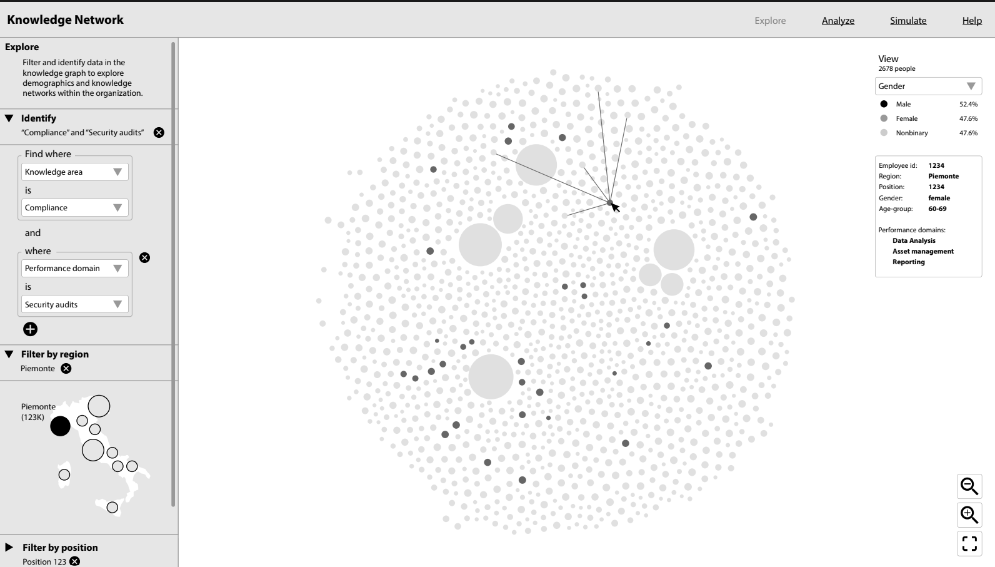 Knowledge Network
Explore
Analyze
Simulate
Help
Explore
Filter and identify data in the
knowledge graph to explore
demographics and knowledge
networks within the organization.
Identify
"Compliance" and "Security audits"
Find where
Knowledge area
is
Compliance
and
where
Performance domain
is
Security audits
Filter by region
Piemonte
Piemonte
(123K)
Filter by position
Position 123
View
2678 people
Gender
Male 52.4%
Female 47.6%
Nonbinary 47.6%
Employee id: 1234
Region: Piemonte
Position: 1234
Gender: female
Age-group: 60-69
Performance domains:
Data Analysis
Asset management
Reporting